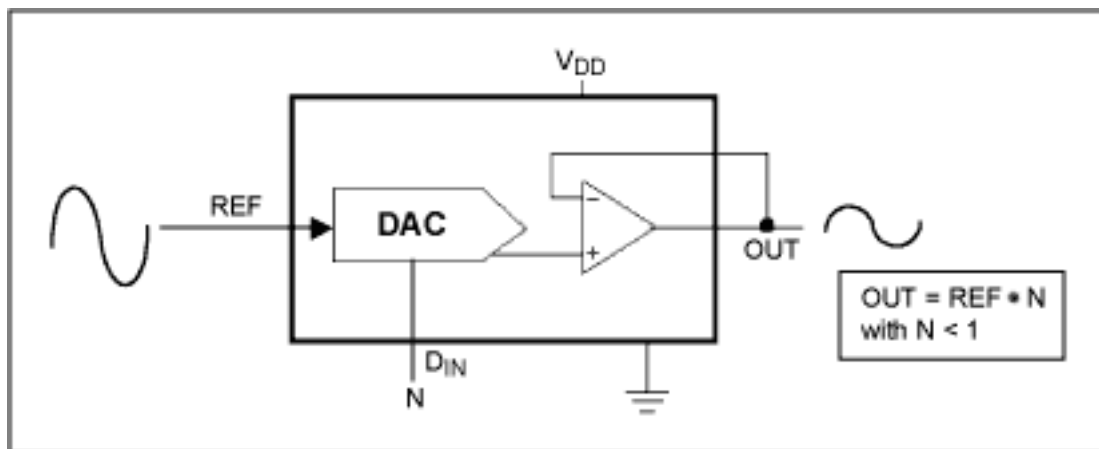 VDD
REF
DAC
−
+
OUT
DIN
N
OUT = REF • N
with N < 1